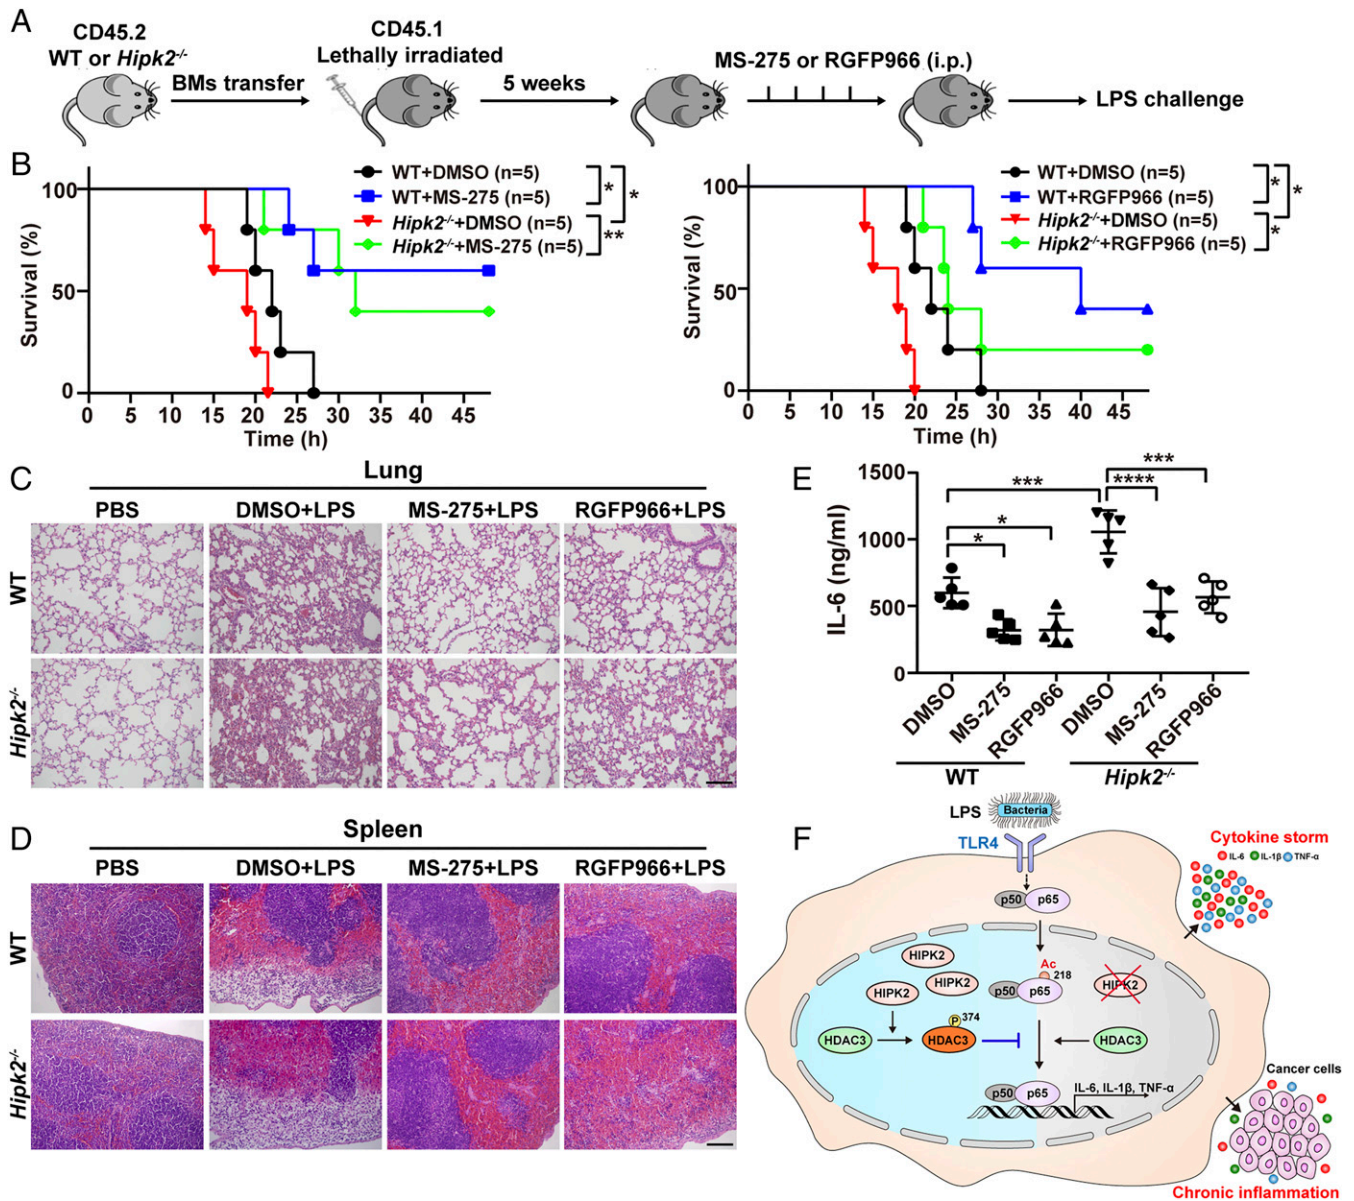 A
CD45.2
WT or Hipk2-/-
BMs transfer
CD45.1
Lethally irradiated
5 weeks
MS-275 or RGFP966 (i.p.)
LPS challenge
B
WT+DMSO (n=5)
WT+MS-275 (n=5)
Hipk2-/-+DMSO (n=5)
Hipk2-/-+MS-275 (n=5)
*
*
**
Survival (%)
100
50
0
0 5 10 15 20 25 30 35 40 45
Time (h)
WT+DMSO (n=5)
WT+RGFP966 (n=5)
Hipk2-/-+DMSO (n=5)
Hipk2-/-+RGFP966 (n=5)
*
*
*
Survival (%)
100
50
0
0 5 10 15 20 25 30 35 40 45
Time (h)
C
Lung
PBS DMSO+LPS MS-275+LPS RGFP966+LPS
WT
Hipk2-/-
D
Spleen
PBS DMSO+LPS MS-275+LPS RGFP966+LPS
WT
Hipk2-/-
E
IL-6 (ng/ml)
1500
1000
500
0
***
****
***
*
*
DMSO MS-275 RGFP966 DMSO MS-275 RGFP966
WT Hipk2-/-
F
LPS
Bacteria
TLR4
p50 p65
Cytokine storm
IL-6 IL-1β TNF-α
HIPK2
HIPK2
HIPK2
Ac
218
p50 p65
HIPK2
HDAC3
P 374
HDAC3
HDAC3
p50 p65
IL-6, IL-1β, TNF-α
Cancer cells
Chronic inflammation